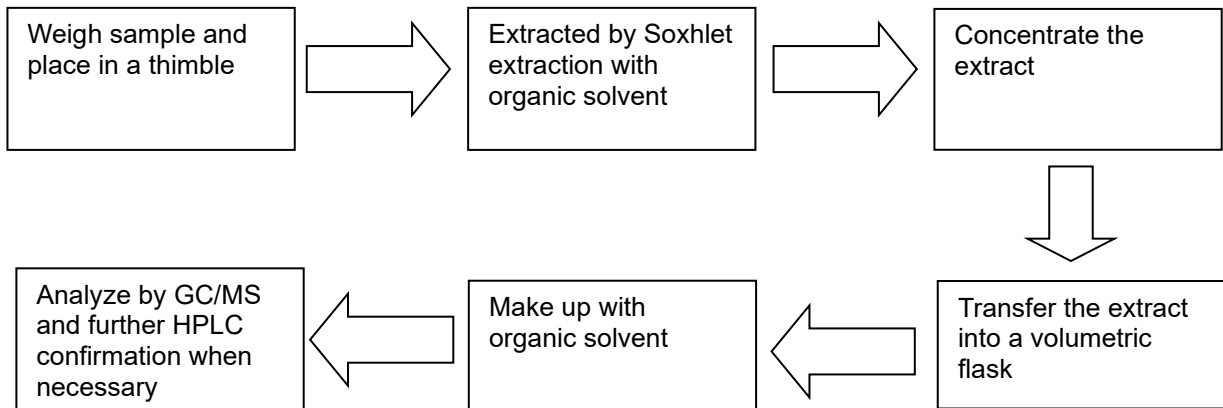 Weigh sample and
place in a thimble
Extracted by Soxhlet
extraction with
organic solvent
Concentrate the
extract
Transfer the extract
into a volumetric
flask
Make up with
organic solvent
Analyze by GC/MS
and further HPLC
confirmation when
necessary